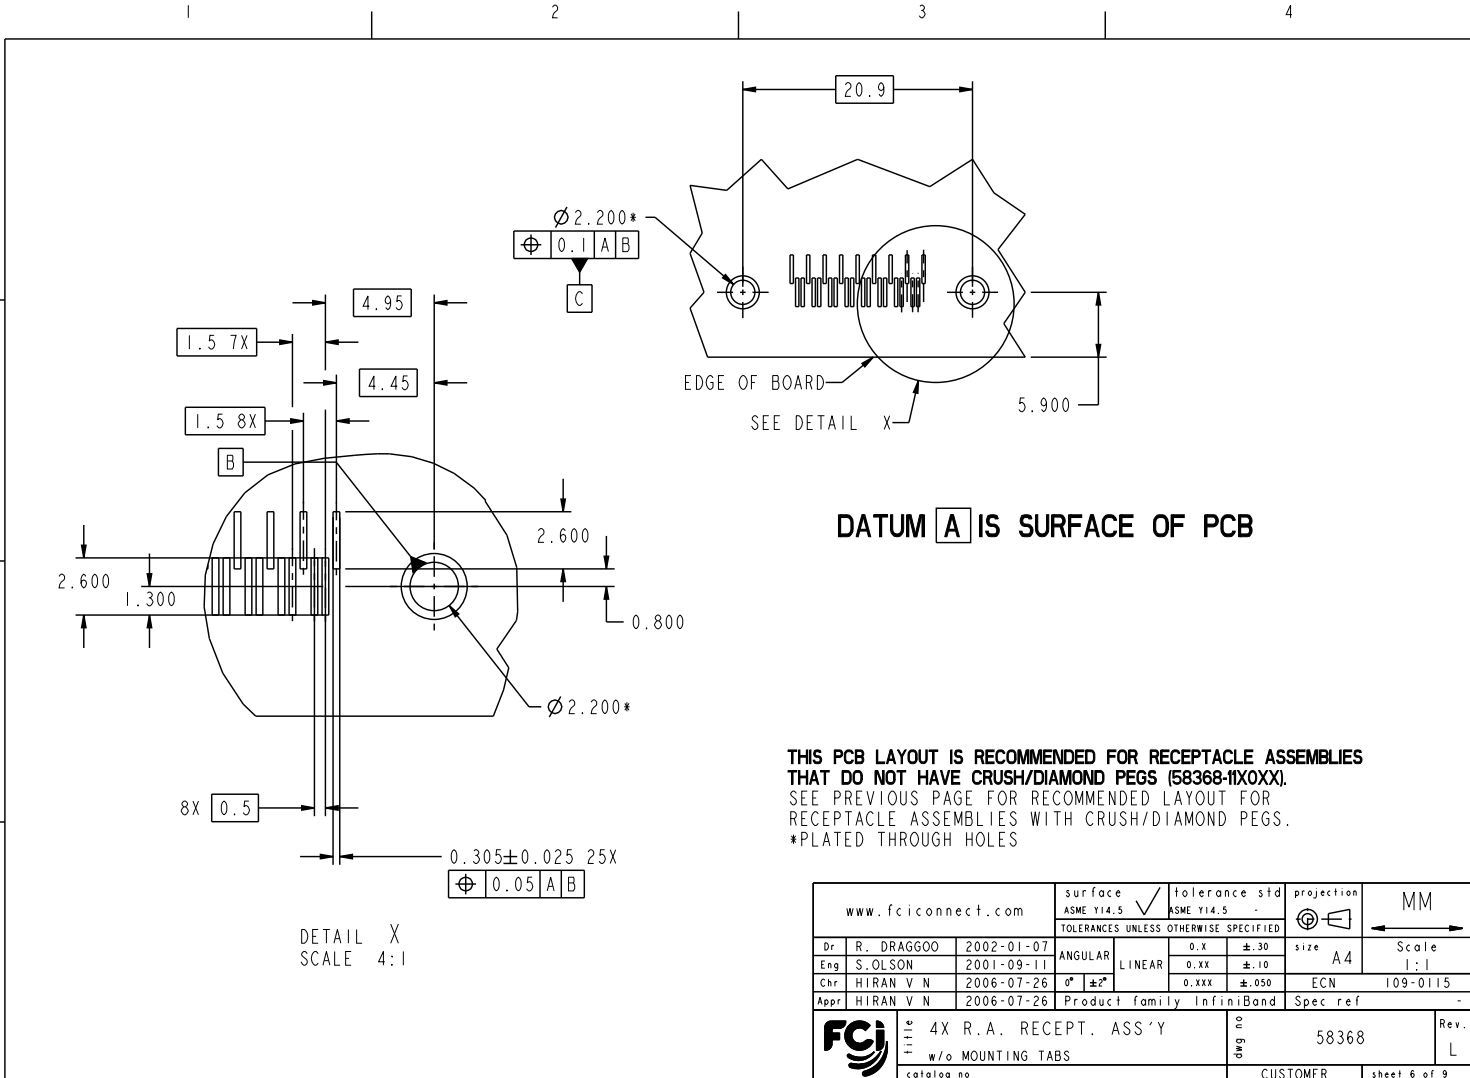 1 2 3 4
20.9
Ø2.200*
⌖ 0.1 A B
C
4.95
1.5 7X
4.45
1.5 8X
B
EDGE OF BOARD
SEE DETAIL X
5.900
DATUM A IS SURFACE OF PCB
2.600
2.600
1.300
0.800
Ø2.200*
8X 0.5
0.305±0.025 25X
⌖ 0.05 A B
DETAIL X
SCALE 4:1
THIS PCB LAYOUT IS RECOMMENDED FOR RECEPTACLE ASSEMBLIES
THAT DO NOT HAVE CRUSH/DIAMOND PEGS (58368-11X0XX).
SEE PREVIOUS PAGE FOR RECOMMENDED LAYOUT FOR
RECEPTACLE ASSEMBLIES WITH CRUSH/DIAMOND PEGS.
*PLATED THROUGH HOLES
www.fciconnect.com
surface
ASME Y14.5
tolerance std
ASME Y14.5 -
projection
MM
TOLERANCES UNLESS OTHERWISE SPECIFIED
Dr R. DRAGGOO 2002-01-07
Eng S.OLSON 2001-09-11
Chr HIRAN V N 2006-07-26
Appr HIRAN V N 2006-07-26
ANGULAR
0° ±2°
LINEAR
0.X ±.30
0.XX ±.10
0.XXX ±.050
size A4
Scale
1:1
ECN 109-0115
Product family InfiniBand
Spec ref -
FCi
title
4X R.A. RECEPT. ASS'Y
w/o MOUNTING TABS
dwg no
58368
Rev.
L
catalog no
CUSTOMER
sheet 6 of 9